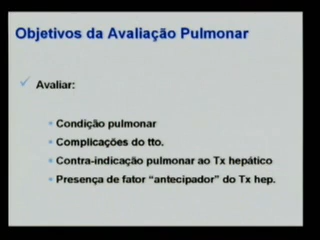 Objetivos da Avaliação Pulmonar
Avaliar:
Condição pulmonar
Complicações do tto.
Contra-indicação pulmonar ao Tx hepático
Presença de fator “antecipador” do Tx hep.